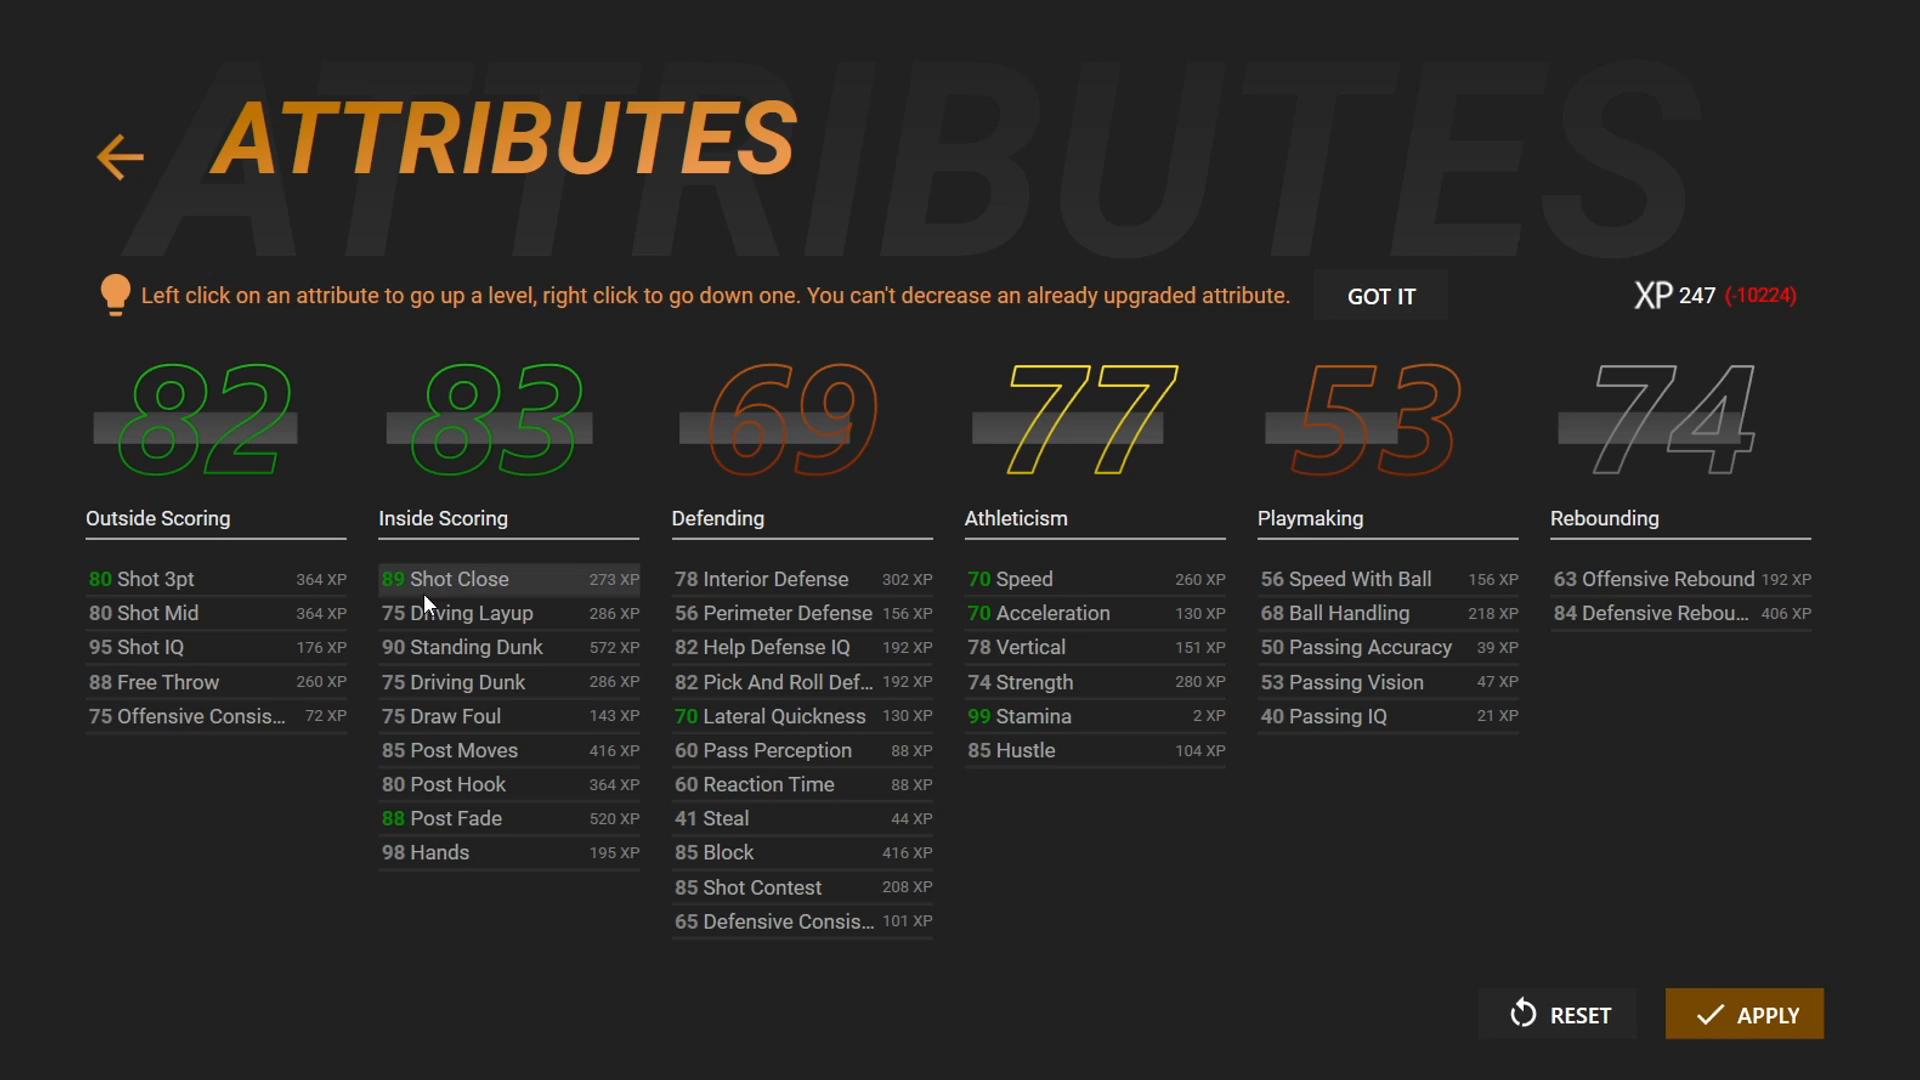 ATTRIBUTES
ATTRIBUTES
Left click on an attribute to go up a level, right click to go down one. You can't decrease an already upgraded attribute.
GOT IT
XP 247 (-10224)
82
Outside Scoring
80 Shot 3pt 364 XP
80 Shot Mid 364 XP
95 Shot IQ 176 XP
88 Free Throw 260 XP
75 Offensive Consis... 72 XP
83
Inside Scoring
89 Shot Close 273 XP
75 Driving Layup 286 XP
90 Standing Dunk 572 XP
75 Driving Dunk 286 XP
75 Draw Foul 143 XP
85 Post Moves 416 XP
80 Post Hook 364 XP
88 Post Fade 520 XP
98 Hands 195 XP
69
Defending
78 Interior Defense 302 XP
56 Perimeter Defense 156 XP
82 Help Defense IQ 192 XP
82 Pick And Roll Def... 192 XP
70 Lateral Quickness 130 XP
60 Pass Perception 88 XP
60 Reaction Time 88 XP
41 Steal 44 XP
85 Block 416 XP
85 Shot Contest 208 XP
65 Defensive Consis... 101 XP
77
Athleticism
70 Speed 260 XP
70 Acceleration 130 XP
78 Vertical 151 XP
74 Strength 280 XP
99 Stamina 2 XP
85 Hustle 104 XP
53
Playmaking
56 Speed With Ball 156 XP
68 Ball Handling 218 XP
50 Passing Accuracy 39 XP
53 Passing Vision 47 XP
40 Passing IQ 21 XP
74
Rebounding
63 Offensive Rebound 192 XP
84 Defensive Rebou... 406 XP
RESET
APPLY